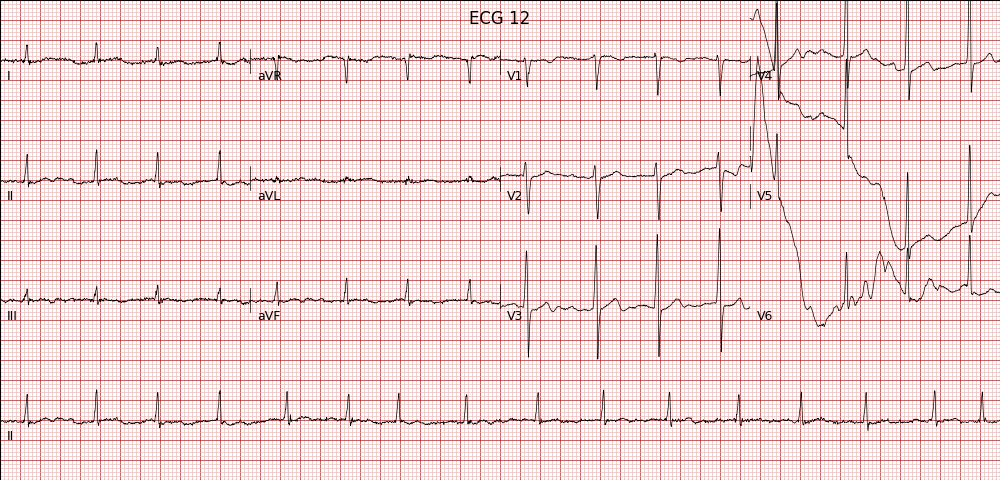 ECG 12
I aVR V1 V4
II aVL V2 V5
III aVF V3 V6
II